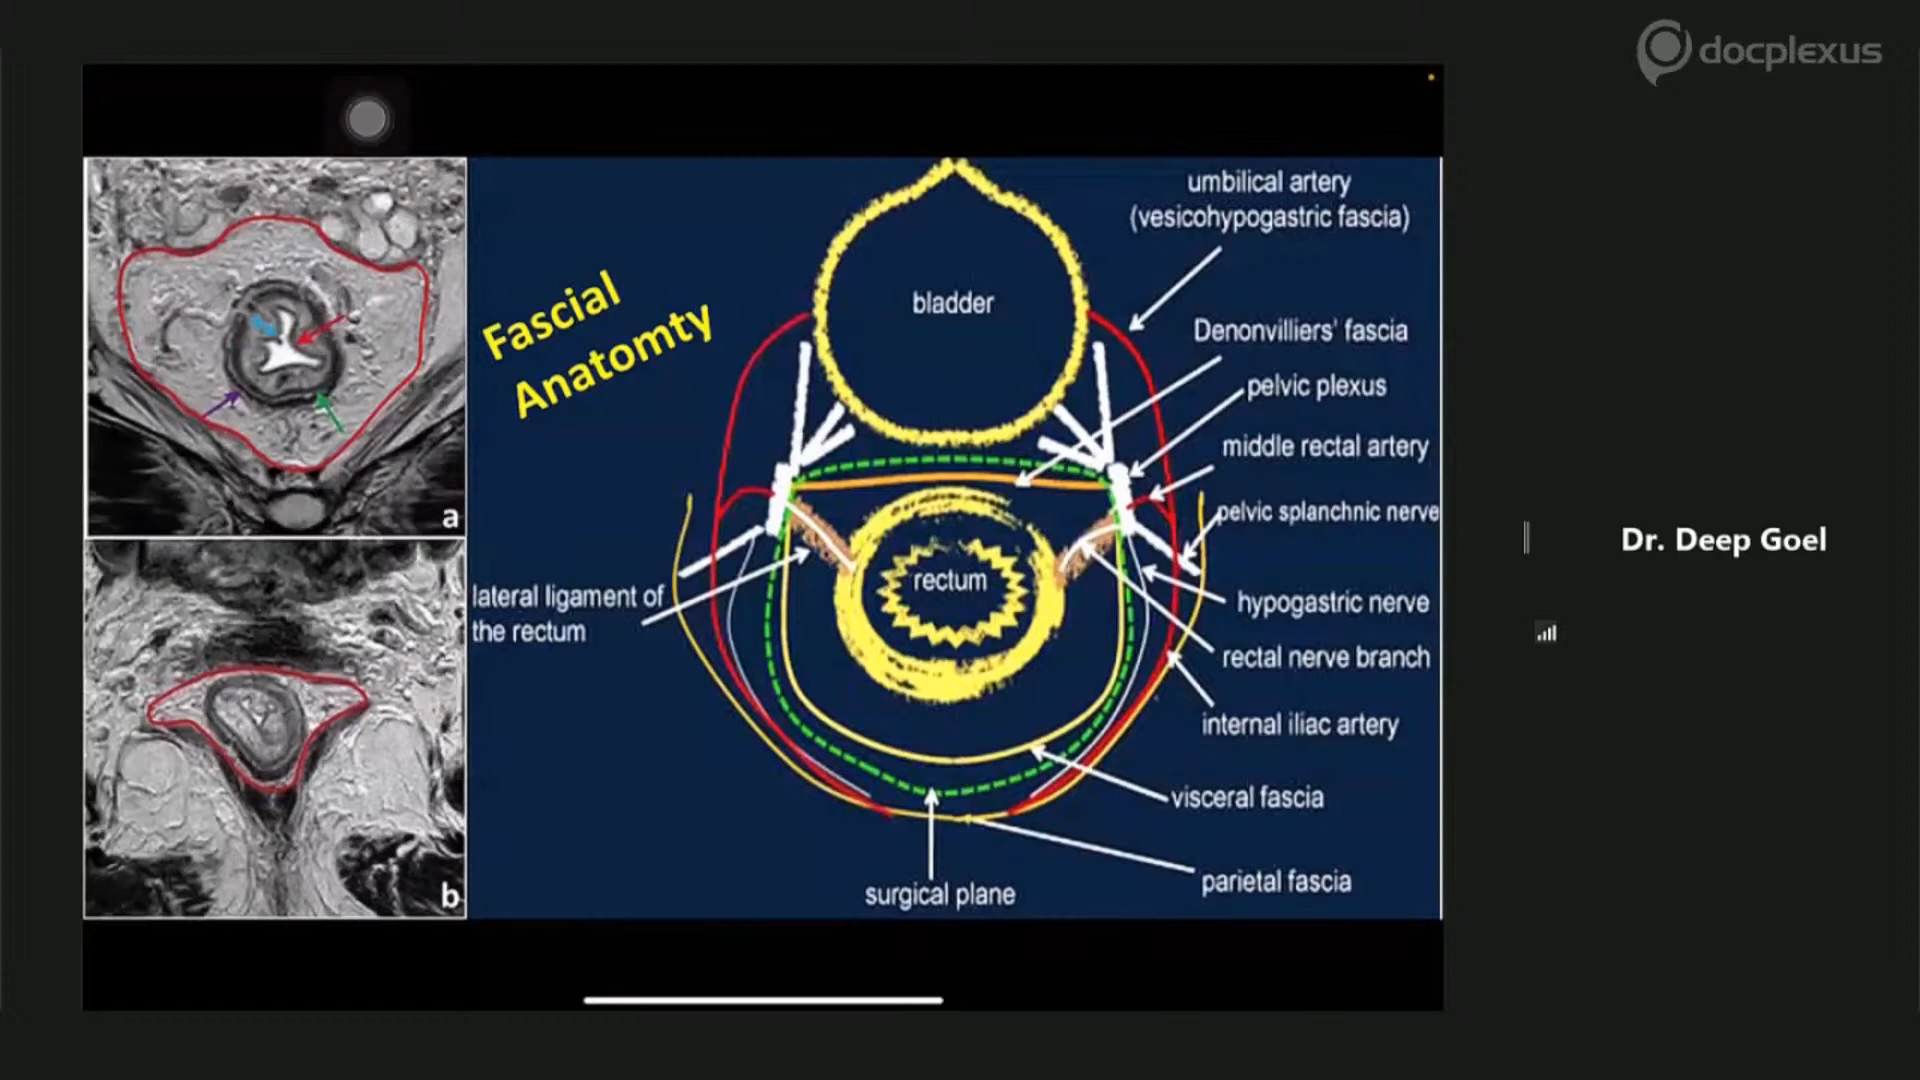 docplexus
Fascial
Anatomty
a
b
umbilical artery
(vesicohypogastric fascia)
bladder
Denonvilliers' fascia
pelvic plexus
middle rectal artery
pelvic splanchnic nerve
rectum
lateral ligament of
the rectum
hypogastric nerve
rectal nerve branch
internal iliac artery
visceral fascia
parietal fascia
surgical plane
Dr. Deep Goel